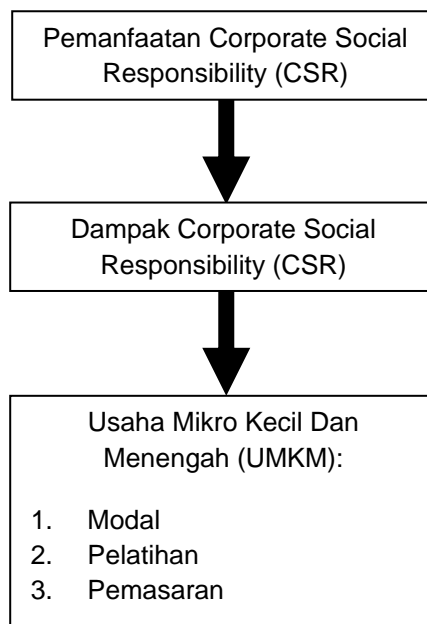 Pemanfaatan Corporate Social
Responsibility (CSR)
Dampak Corporate Social
Responsibility (CSR)
Usaha Mikro Kecil Dan
Menengah (UMKM):
1. Modal
2. Pelatihan
3. Pemasaran